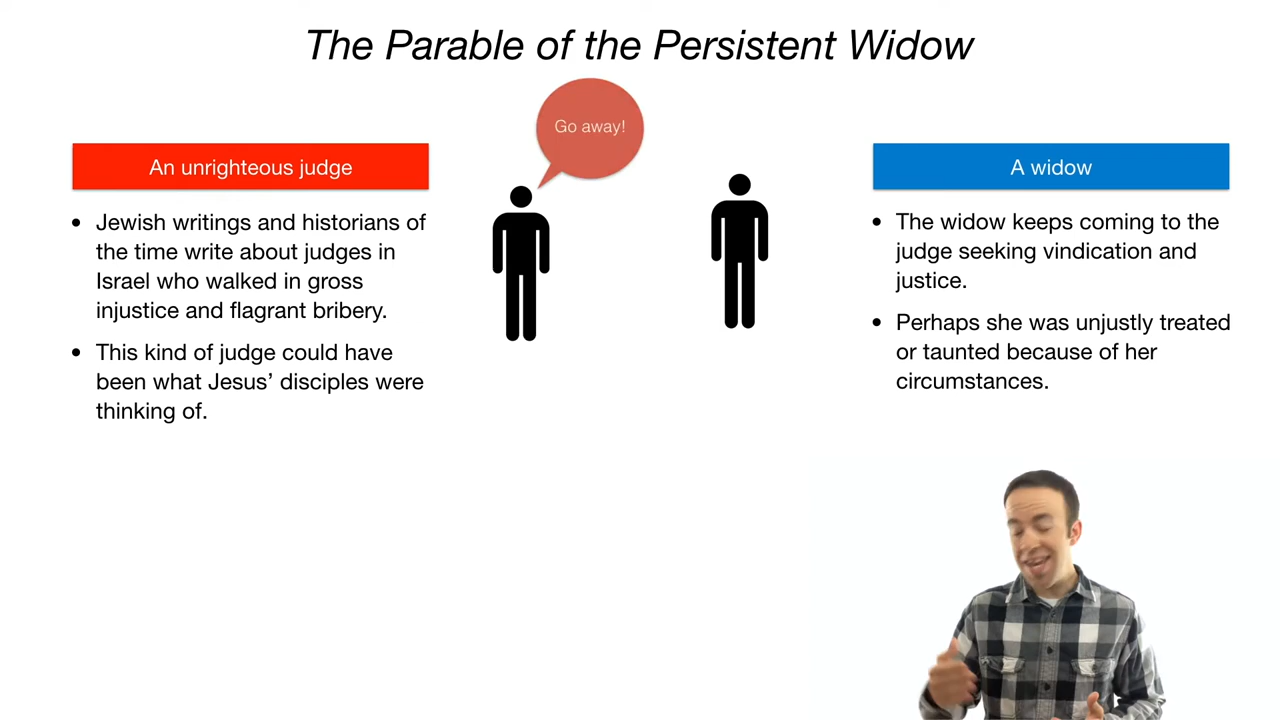 The Parable of the Persistent Widow
Go away!
An unrighteous judge
• Jewish writings and historians of
the time write about judges in
Israel who walked in gross
injustice and flagrant bribery.
• This kind of judge could have
been what Jesus’ disciples were
thinking of.
A widow
• The widow keeps coming to the
judge seeking vindication and
justice.
• Perhaps she was unjustly treated
or taunted because of her
circumstances.